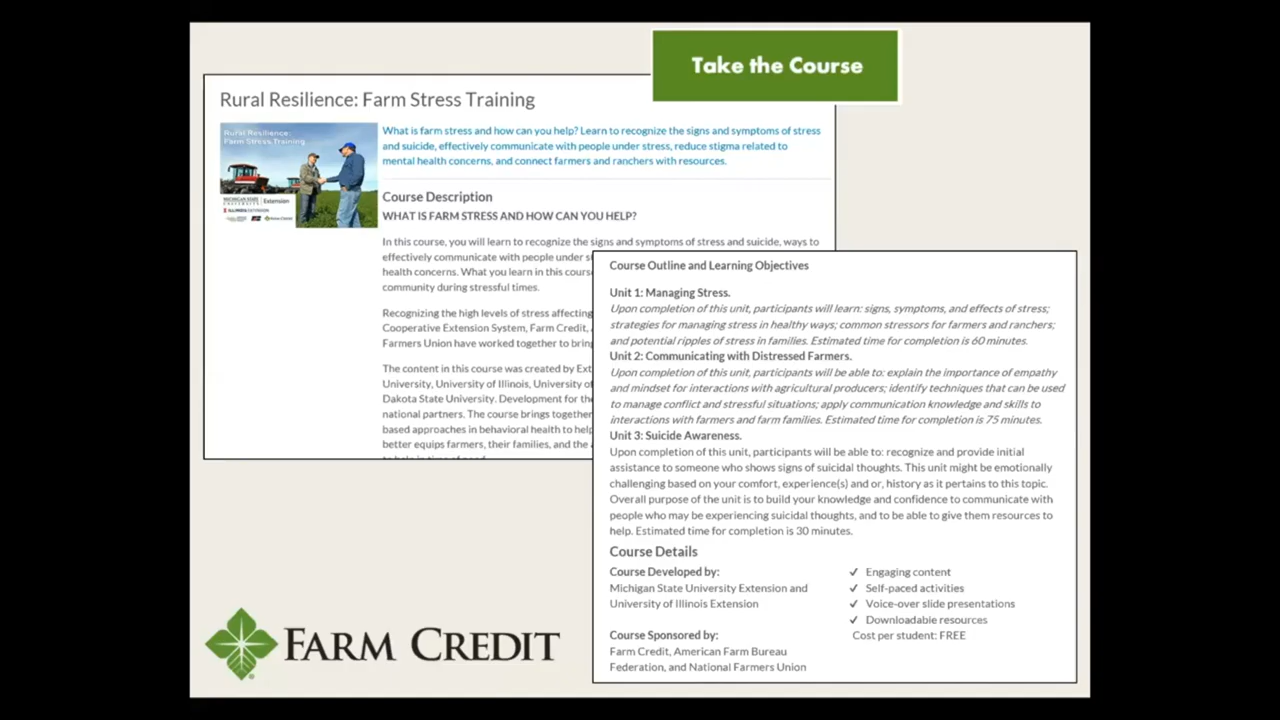 Take the Course
Rural Resilience: Farm Stress Training
Rural Resilience:
Farm Stress Training
What is farm stress and how can you help? Learn to recognize the signs and symptoms of stress
and suicide, effectively communicate with people under stress, reduce stigma related to
mental health concerns, and connect farmers and ranchers with resources.
Course Description
WHAT IS FARM STRESS AND HOW CAN YOU HELP?
In this course, you will learn to recognize the signs and symptoms of stress and suicide, ways to
effectively communicate with people under
health concerns. What you learn in this
community during stressful times.
Recognizing the high levels of stress affecting
Cooperative Extension System, Farm Credit,
Farmers Union have worked together to
The content in this course was created by
University, University of Illinois, University of
Dakota State University. Development for
national partners. The course brings together
based approaches in behavioral health to
better equips farmers, their families, and the
Course Outline and Learning Objectives
Unit 1: Managing Stress.
Upon completion of this unit, participants will learn: signs, symptoms, and effects of stress;
strategies for managing stress in healthy ways; common stressors for farmers and ranchers;
and potential ripples of stress in families. Estimated time for completion is 60 minutes.
Unit 2: Communicating with Distressed Farmers.
Upon completion of this unit, participants will be able to: explain the importance of empathy
and mindset for interactions with agricultural producers; identify techniques that can be used
to manage conflict and stressful situations; apply communication knowledge and skills to
interactions with farmers and farm families. Estimated time for completion is 75 minutes.
Unit 3: Suicide Awareness.
Upon completion of this unit, participants will be able to: recognize and provide initial
assistance to someone who shows signs of suicidal thoughts. This unit might be emotionally
challenging based on your comfort, experience(s) and or, history as it pertains to this topic.
Overall purpose of the unit is to build your knowledge and confidence to communicate with
people who may be experiencing suicidal thoughts, and to be able to give them resources to
help. Estimated time for completion is 30 minutes.
Course Details
Course Developed by:
Michigan State University Extension and
University of Illinois Extension
Course Sponsored by:
Farm Credit, American Farm Bureau
Federation, and National Farmers Union
✓ Engaging content
✓ Self-paced activities
✓ Voice-over slide presentations
✓ Downloadable resources
Cost per student: FREE
FARM CREDIT